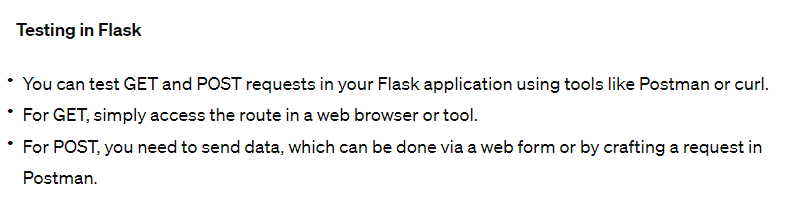 Testing in Flask
• You can test GET and POST requests in your Flask application using tools like Postman or curl.
• For GET, simply access the route in a web browser or tool.
• For POST, you need to send data, which can be done via a web form or by crafting a request in
Postman.